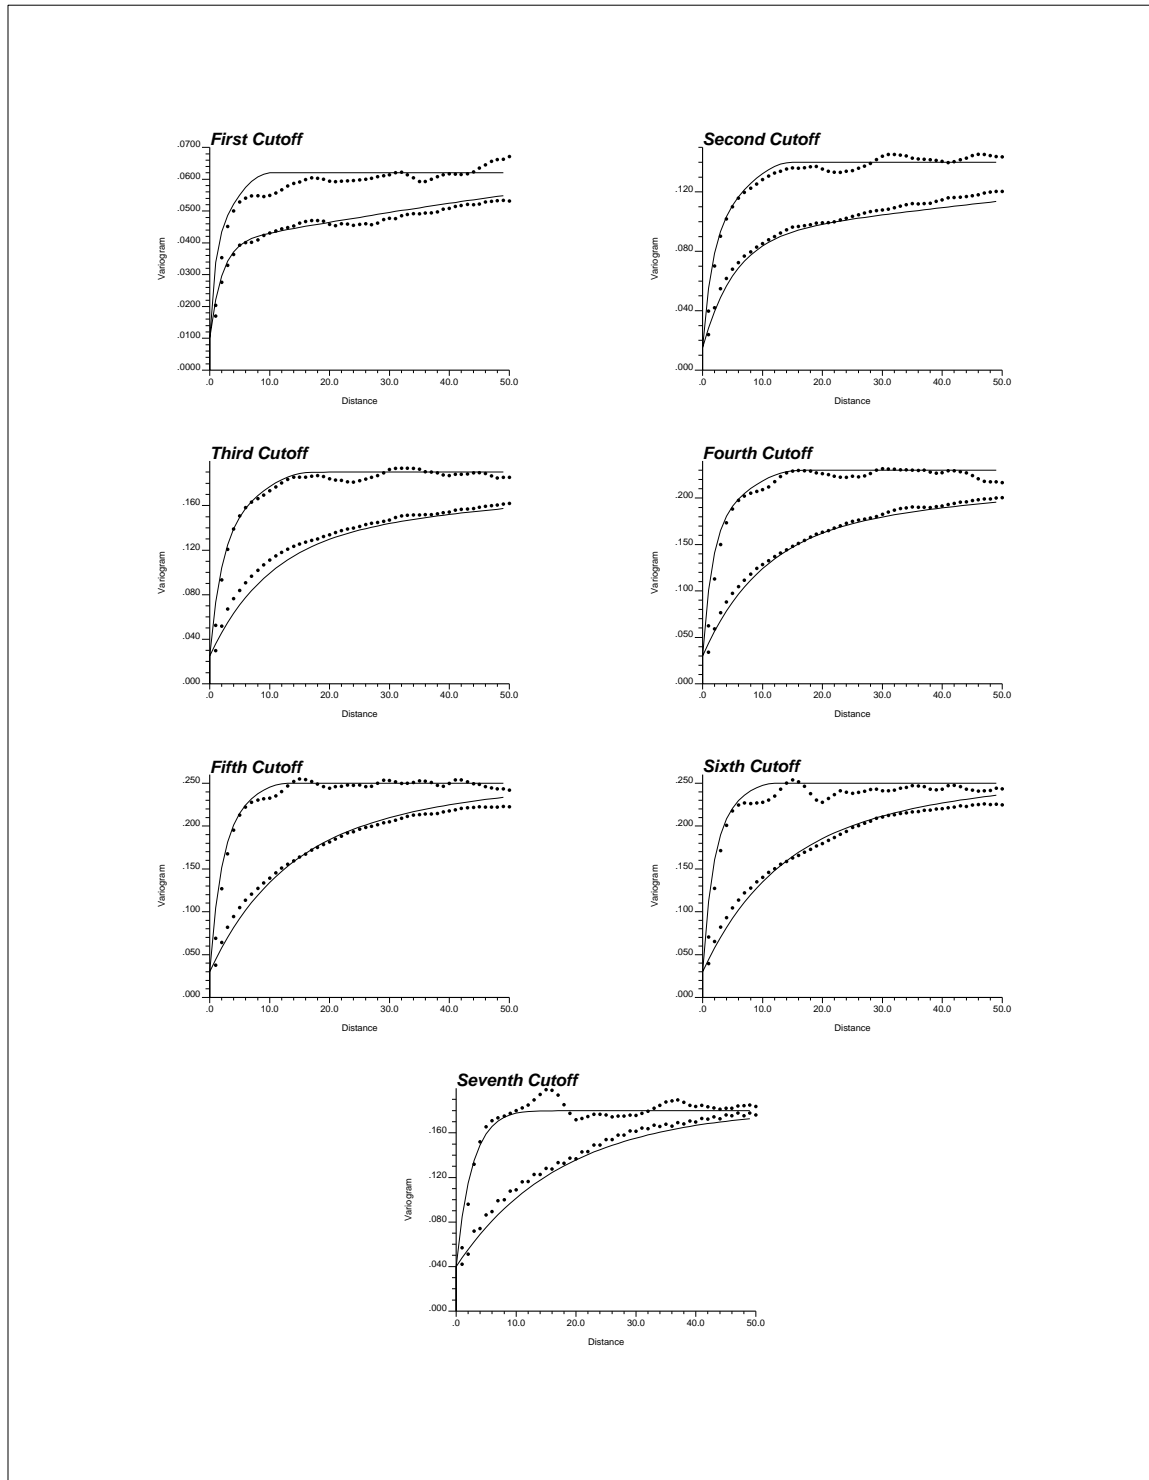 First Cutoff
Variogram
.0700
.0600
.0500
.0400
.0300
.0200
.0100
.0000
.0 10.0 20.0 30.0 40.0 50.0
Distance
Second Cutoff
Variogram
.120
.080
.040
.000
.0 10.0 20.0 30.0 40.0 50.0
Distance
Third Cutoff
Variogram
.160
.120
.080
.040
.000
.0 10.0 20.0 30.0 40.0 50.0
Distance
Fourth Cutoff
Variogram
.200
.150
.100
.050
.000
.0 10.0 20.0 30.0 40.0 50.0
Distance
Fifth Cutoff
Variogram
.250
.200
.150
.100
.050
.000
.0 10.0 20.0 30.0 40.0 50.0
Distance
Sixth Cutoff
Variogram
.250
.200
.150
.100
.050
.000
.0 10.0 20.0 30.0 40.0 50.0
Distance
Seventh Cutoff
Variogram
.160
.120
.080
.040
.000
.0 10.0 20.0 30.0 40.0 50.0
Distance